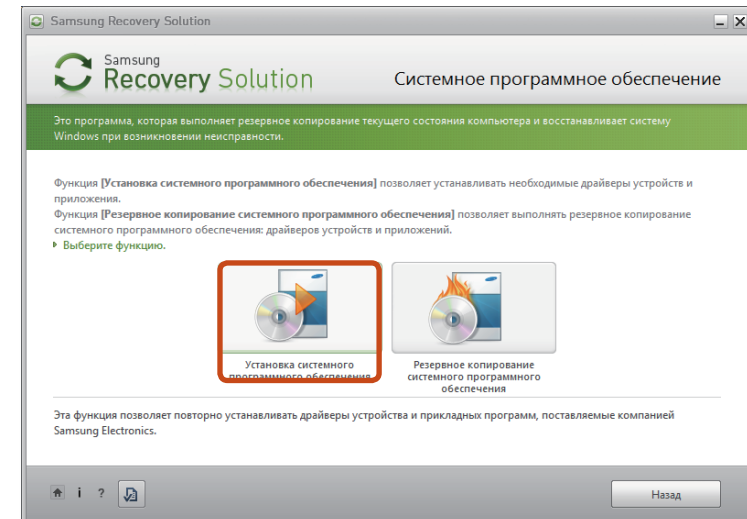 Samsung Recovery Solution
Samsung
Recovery Solution
Системное программное обеспечение
Это программа, которая выполняет резервное копирование текущего состояния компьютера и восстанавливает систему
Windows при возникновении неисправности.
Функция [Установка системного программного обеспечения] позволяет устанавливать необходимые драйверы устройств и
приложения.
Функция [Резервное копирование системного программного обеспечения] позволяет выполнять резервное копирование
системного программного обеспечения: драйверов устройств и приложений.
Выберите функцию.
Установка системного
программного обеспечения
Резервное копирование
системного программного
обеспечения
Эта функция позволяет повторно устанавливать драйверы устройства и прикладных программ, поставляемые компанией
Samsung Electronics.
i ?
Назад